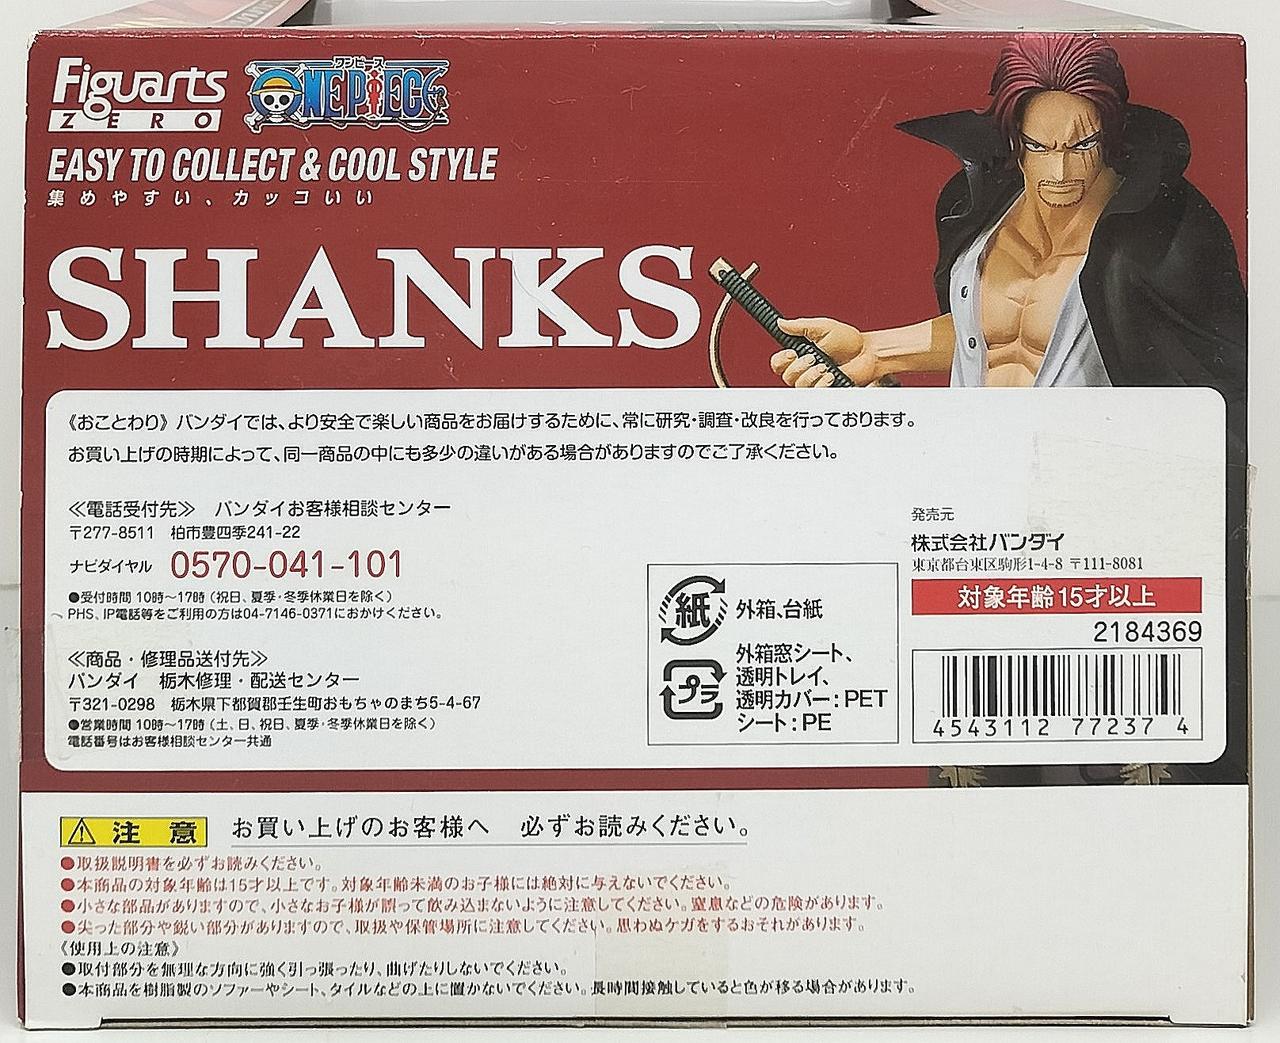 Figuarts
ZERO
ワンピース
ONE PIECE
EASY TO COLLECT & COOL STYLE
集めやすい、カッコいい
SHANKS
《おことわり》バンダイでは、より安全で楽しい商品をお届けするために、常に研究・調査・改良を行っております。
お買い上げの時期によって、同一商品の中にも多少の違いがある場合がありますのでご了承ください。
≪電話受付先≫ バンダイお客様相談センター
〒277-8511 柏市豊四季241-22
ナビダイヤル 0570-041-101
●受付時間 10時～17時(祝日、夏季・冬季休業日を除く)
PHS、IP電話等をご利用の方は04-7146-0371におかけください。
≪商品・修理品送付先≫
バンダイ 栃木修理・配送センター
〒321-0298 栃木県下都賀郡壬生町おもちゃのまち5-4-67
●営業時間 10時～17時(土、日、祝日、夏季・冬季休業日を除く)
電話番号はお客様相談センター共通
紙
外箱、台紙
プラ
外箱窓シート、
透明トレイ、
透明カバー:PET
シート:PE
発売元
株式会社バンダイ
東京都台東区駒形1-4-8 〒111-8081
対象年齢15才以上
2184369
4543112 77237 4
注意 お買い上げのお客様へ 必ずお読みください。
●取扱説明書を必ずお読みください。
●本商品の対象年齢は15才以上です。対象年齢未満のお子様には絶対に与えないでください。
●小さな部品がありますので、小さなお子様が誤って飲み込まないように注意してください。窒息などの危険があります。
●尖った部分や鋭い部分がありますので、取扱や保管場所に注意してください。思わぬケガをするおそれがあります。
《使用上の注意》
●取付部分を無理な方向に強く引っ張ったり、曲げたりしないでください。
●本商品を樹脂製のソファーやシート、タイルなどの上に置かないでください。長時間接触していると色が移る場合があります。